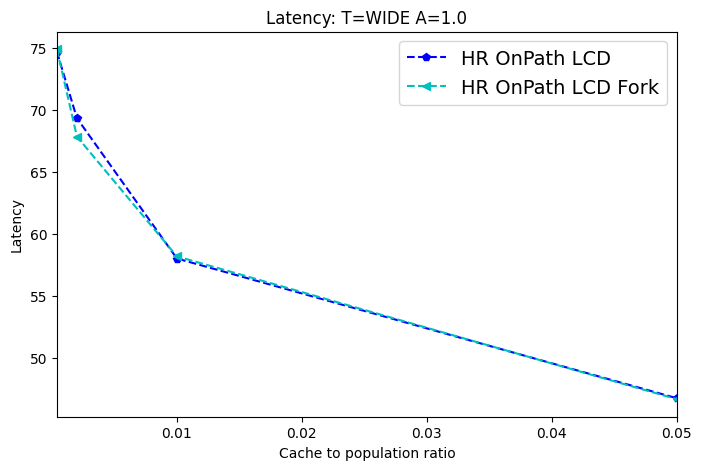 Latency: T=WIDE A=1.0
HR OnPath LCD
HR OnPath LCD Fork
75
70
65
60
55
50
Latency
0.01 0.02 0.03 0.04 0.05
Cache to population ratio